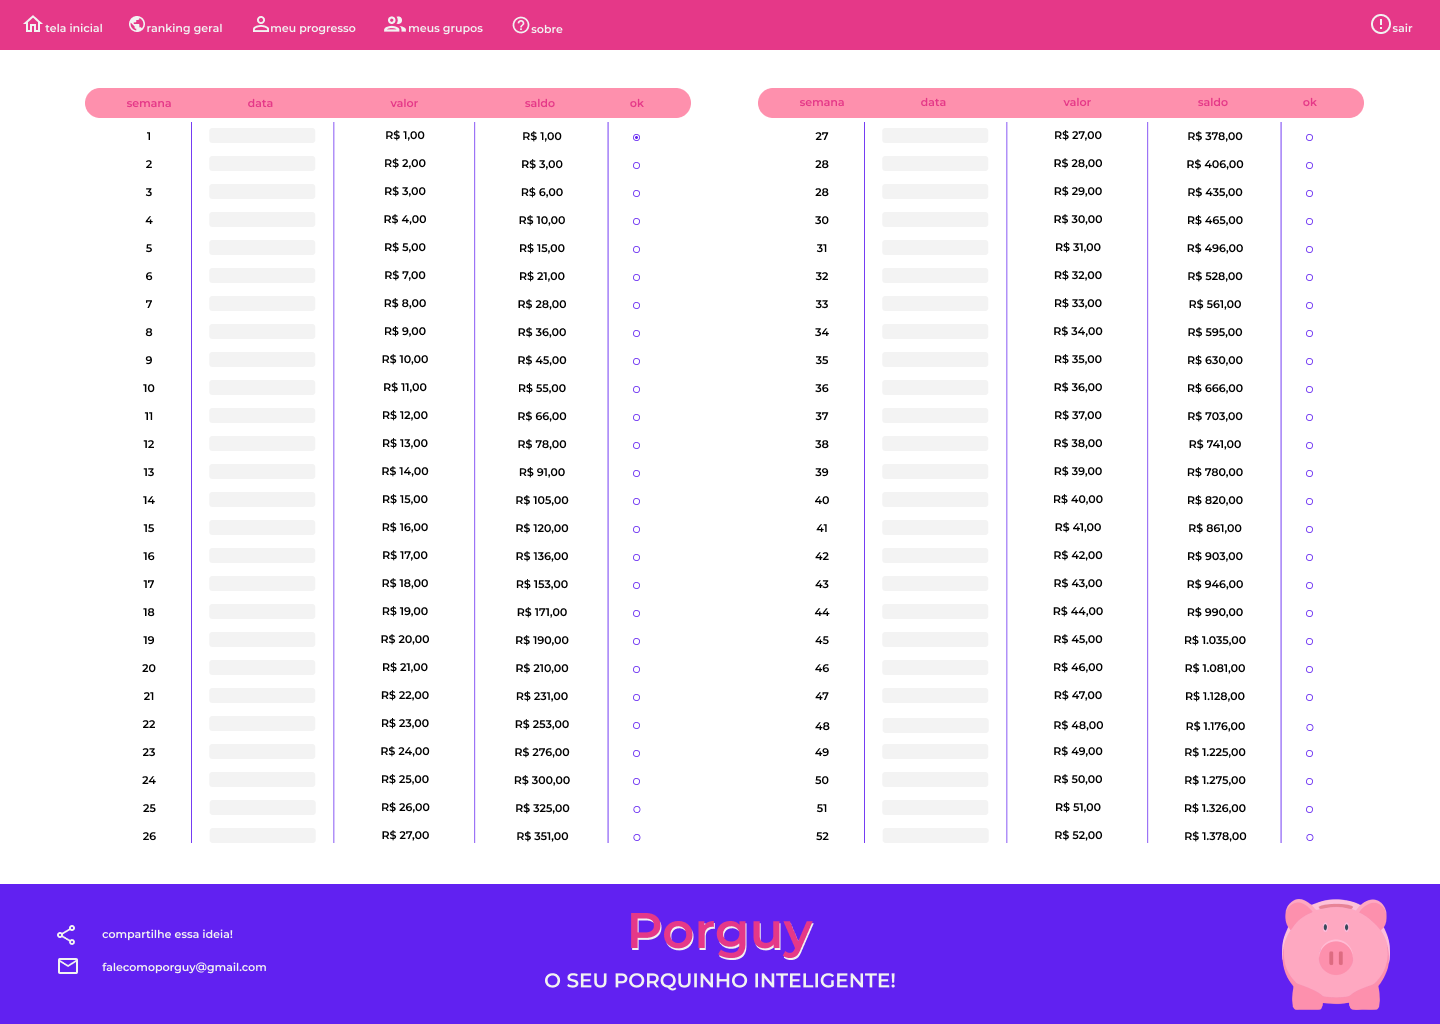 tela inicial ranking geral meu progresso meus grupos sobre sair
semana data valor saldo ok
1 R$ 1,00 R$ 1,00
2 R$ 2,00 R$ 3,00
3 R$ 3,00 R$ 6,00
4 R$ 4,00 R$ 10,00
5 R$ 5,00 R$ 15,00
6 R$ 7,00 R$ 21,00
7 R$ 8,00 R$ 28,00
8 R$ 9,00 R$ 36,00
9 R$ 10,00 R$ 45,00
10 R$ 11,00 R$ 55,00
11 R$ 12,00 R$ 66,00
12 R$ 13,00 R$ 78,00
13 R$ 14,00 R$ 91,00
14 R$ 15,00 R$ 105,00
15 R$ 16,00 R$ 120,00
16 R$ 17,00 R$ 136,00
17 R$ 18,00 R$ 153,00
18 R$ 19,00 R$ 171,00
19 R$ 20,00 R$ 190,00
20 R$ 21,00 R$ 210,00
21 R$ 22,00 R$ 231,00
22 R$ 23,00 R$ 253,00
23 R$ 24,00 R$ 276,00
24 R$ 25,00 R$ 300,00
25 R$ 26,00 R$ 325,00
26 R$ 27,00 R$ 351,00
semana data valor saldo ok
27 R$ 27,00 R$ 378,00
28 R$ 28,00 R$ 406,00
28 R$ 29,00 R$ 435,00
30 R$ 30,00 R$ 465,00
31 R$ 31,00 R$ 496,00
32 R$ 32,00 R$ 528,00
33 R$ 33,00 R$ 561,00
34 R$ 34,00 R$ 595,00
35 R$ 35,00 R$ 630,00
36 R$ 36,00 R$ 666,00
37 R$ 37,00 R$ 703,00
38 R$ 38,00 R$ 741,00
39 R$ 39,00 R$ 780,00
40 R$ 40,00 R$ 820,00
41 R$ 41,00 R$ 861,00
42 R$ 42,00 R$ 903,00
43 R$ 43,00 R$ 946,00
44 R$ 44,00 R$ 990,00
45 R$ 45,00 R$ 1.035,00
46 R$ 46,00 R$ 1.081,00
47 R$ 47,00 R$ 1.128,00
48 R$ 48,00 R$ 1.176,00
49 R$ 49,00 R$ 1.225,00
50 R$ 50,00 R$ 1.275,00
51 R$ 51,00 R$ 1.326,00
52 R$ 52,00 R$ 1.378,00
compartilhe essa ideia!
falecomoporguy@gmail.com
Porguy
O SEU PORQUINHO INTELIGENTE!